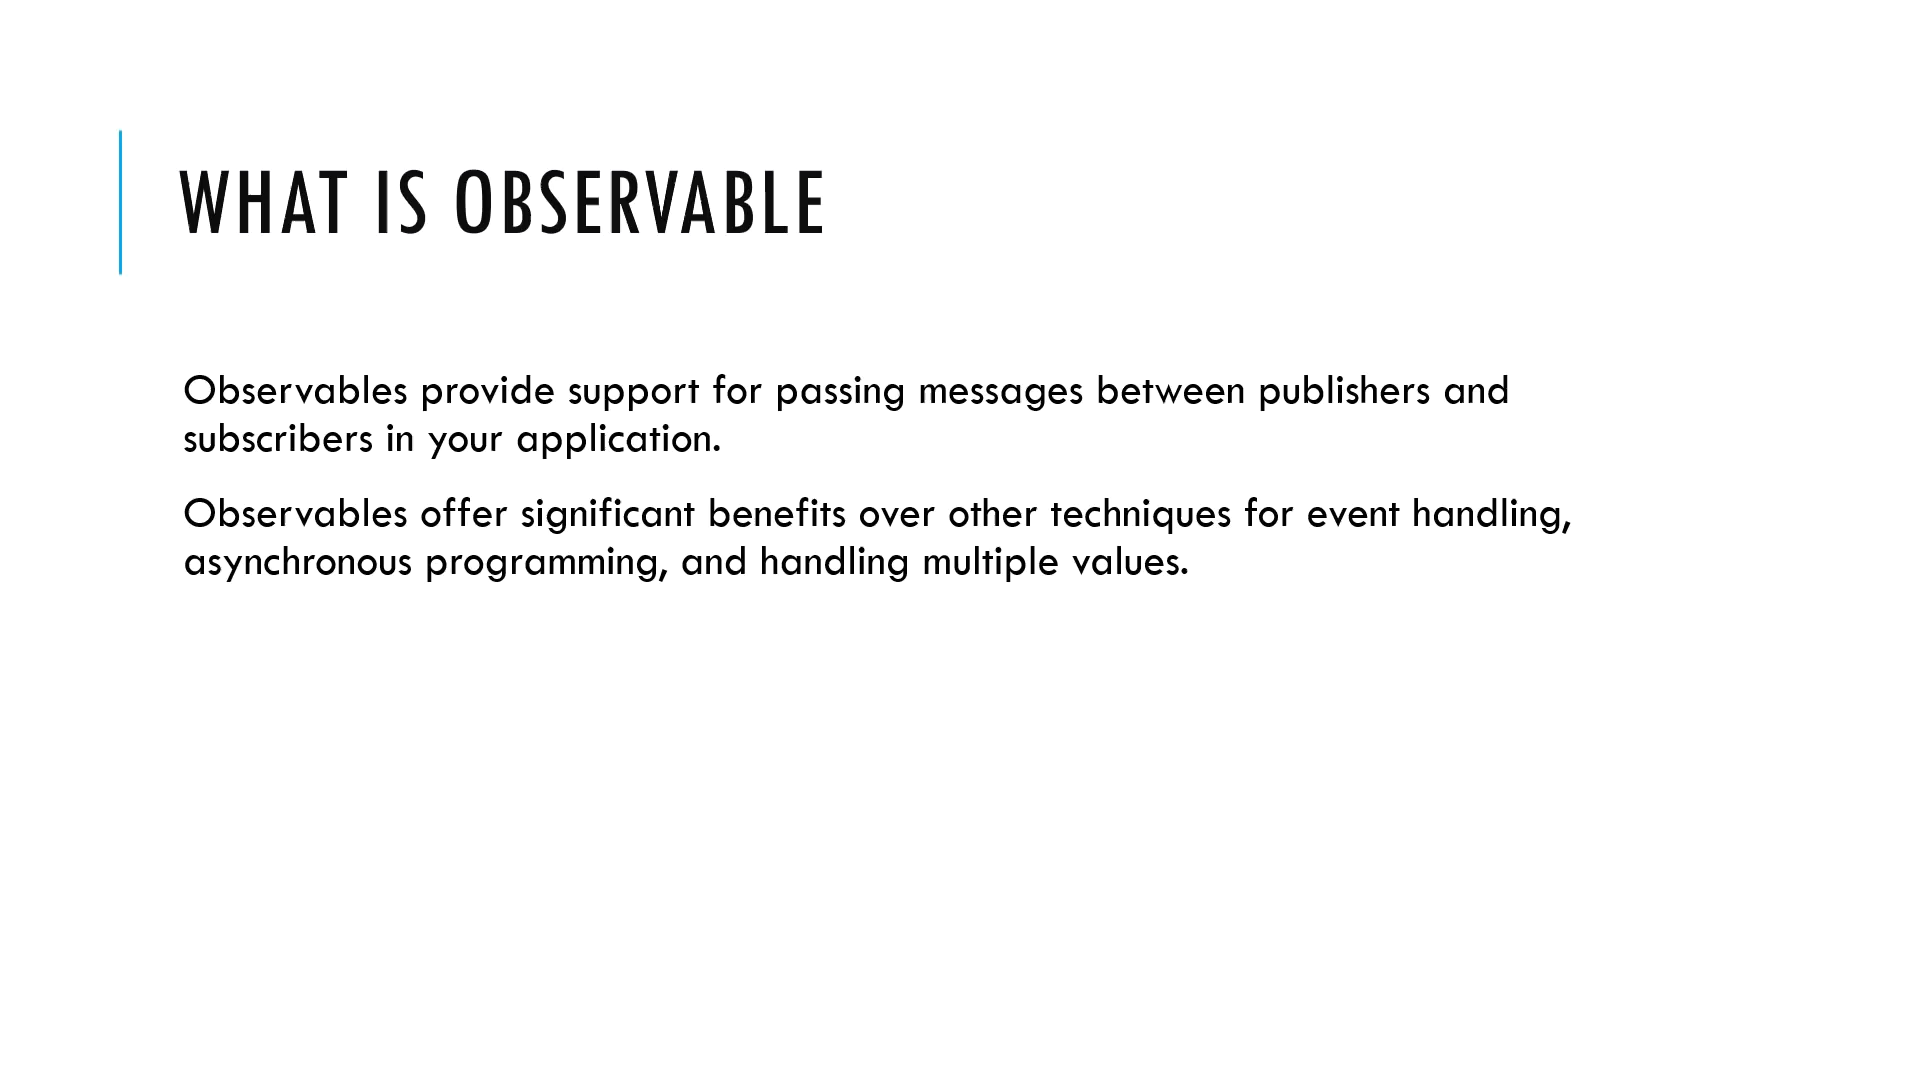 WHAT IS OBSERVABLE
Observables provide support for passing messages between publishers and
subscribers in your application.
Observables offer significant benefits over other techniques for event handling,
asynchronous programming, and handling multiple values.